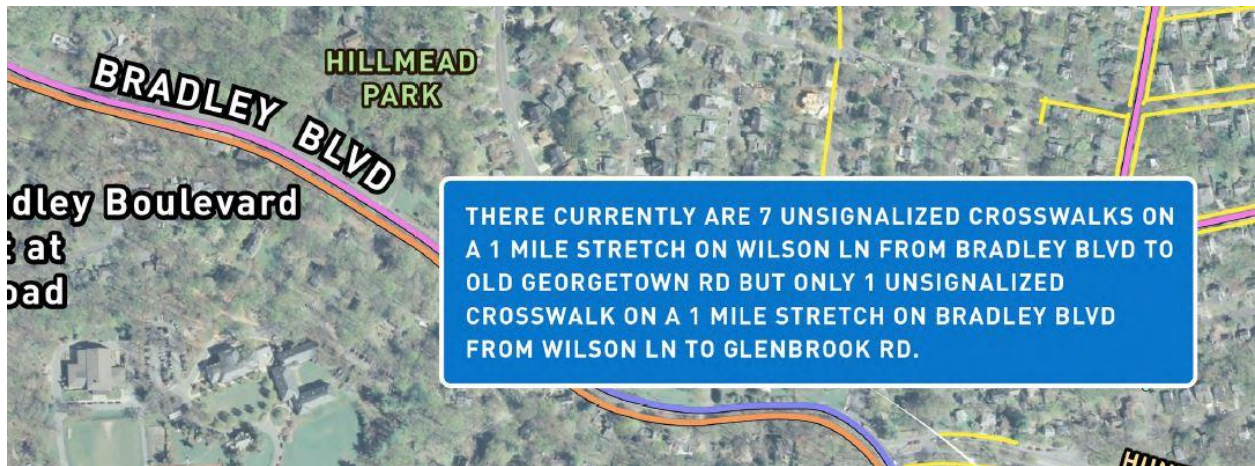 HILLMEAD
PARK
BRADLEY BLVD
dley Boulevard
t at
oad
THERE CURRENTLY ARE 7 UNSIGNALIZED CROSSWALKS ON
A 1 MILE STRETCH ON WILSON LN FROM BRADLEY BLVD TO
OLD GEORGETOWN RD BUT ONLY 1 UNSIGNALIZED
CROSSWALK ON A 1 MILE STRETCH ON BRADLEY BLVD
FROM WILSON LN TO GLENBROOK RD.